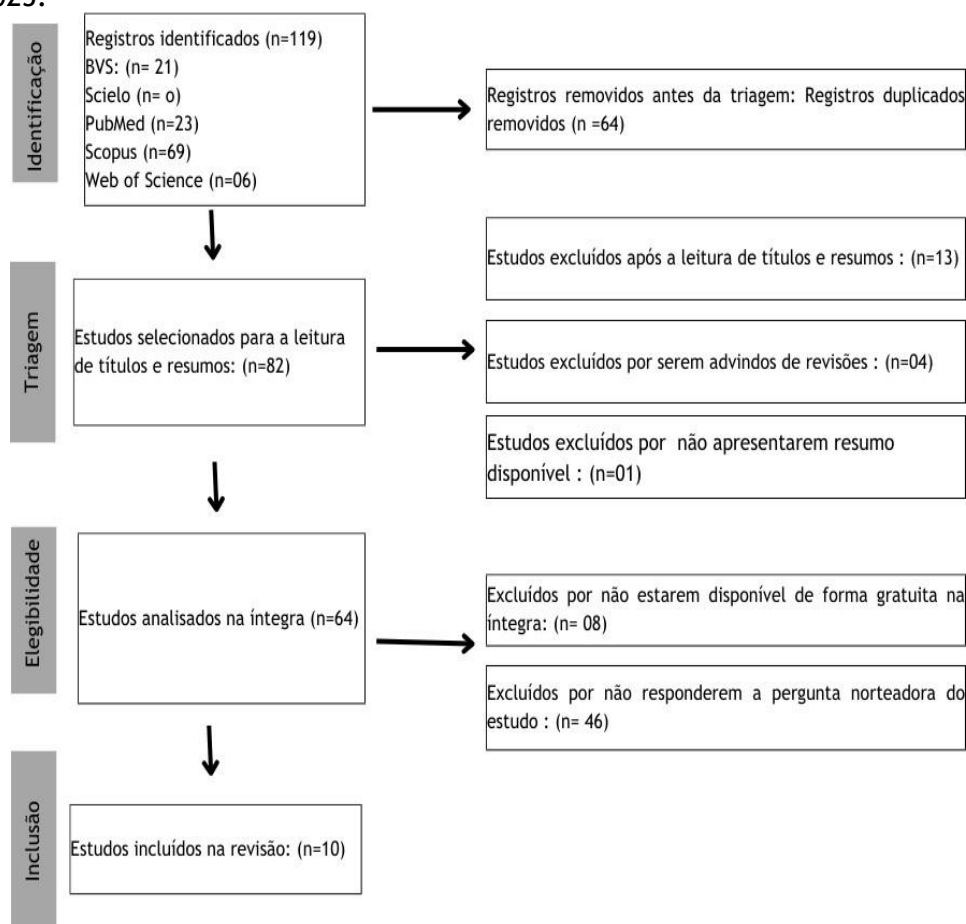 023.
Identificação
Registros identificados (n=119)
BVS: (n= 21)
Scielo (n= o)
PubMed (n=23)
Scopus (n=69)
Web of Science (n=06)
Registros removidos antes da triagem: Registros duplicados
removidos (n =64)
Triagem
Estudos selecionados para a leitura
de títulos e resumos: (n=82)
Estudos excluídos após a leitura de títulos e resumos : (n=13)
Estudos excluídos por serem advindos de revisões : (n=04)
Estudos excluídos por não apresentarem resumo
disponível : (n=01)
Elegibilidade
Estudos analisados na íntegra (n=64)
Excluídos por não estarem disponível de forma gratuita na
íntegra: (n= 08)
Excluídos por não responderem a pergunta norteadora do
estudo : (n= 46)
Inclusão
Estudos incluídos na revisão: (n=10)